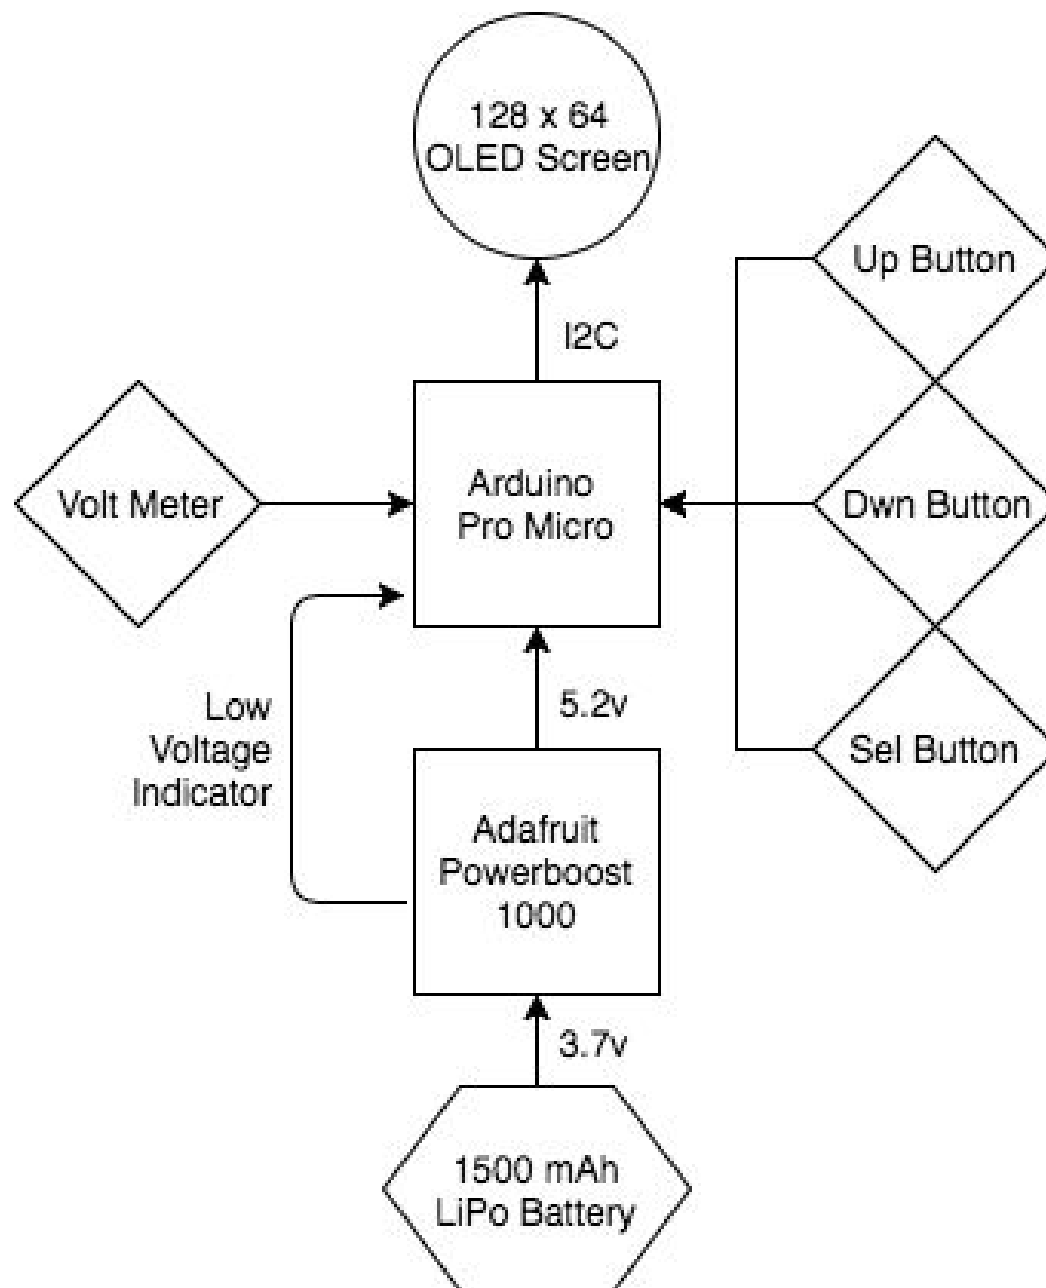 128 x 64
OLED Screen
Up Button
I2C
Volt Meter
Arduino
Pro Micro
Dwn Button
Low
Voltage
Indicator
5.2v
Sel Button
Adafruit
Powerboost
1000
3.7v
1500 mAh
LiPo Battery